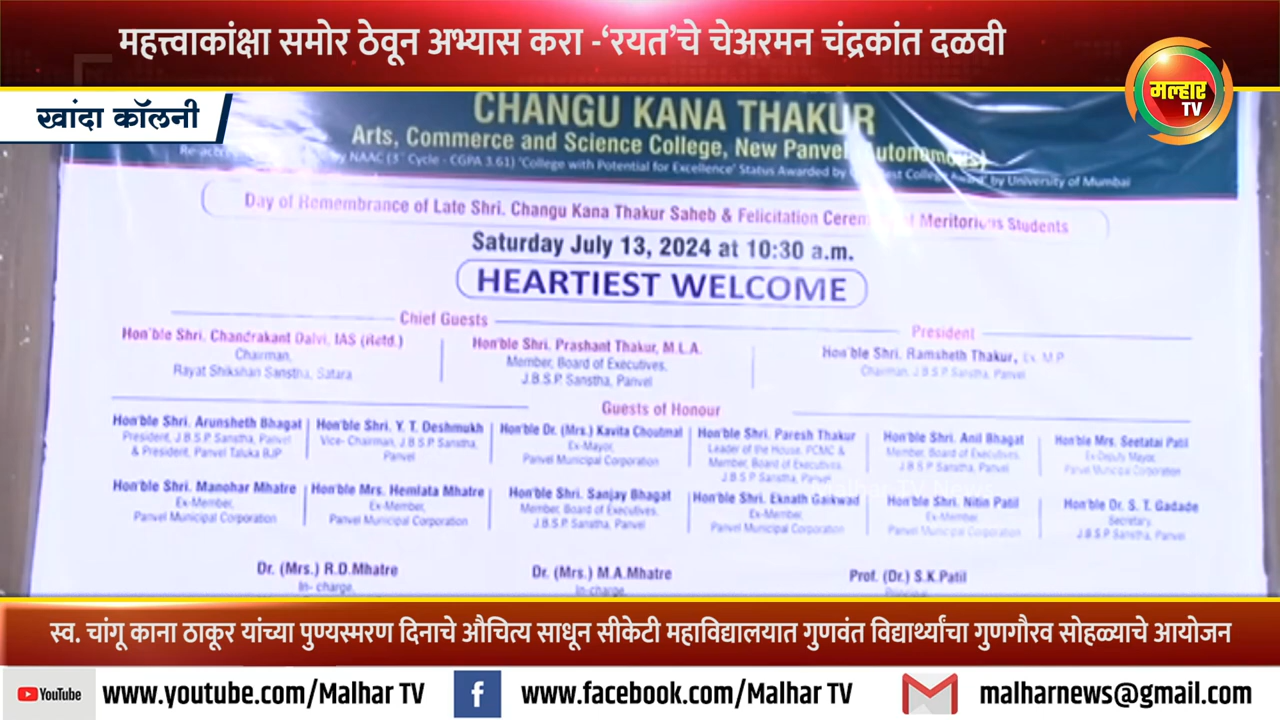 महत्त्वाकांक्षा समोर ठेवून अभ्यास करा -‘रयत’चे चेअरमन चंद्रकांत दळवी
मल्हार
TV
खांदा कॉलनी
CHANGU KANA THAKUR
Arts, Commerce and Science College, New Panvel (Autonomous)
by NAAC (3 Cycle - CGPA 3.61) 'College with Potential for Excellence' Status Awarded by College by University of Mumbai
Day of Remembrance of Late Shri. Changu Kana Thakur Saheb & Felicitation Meritorious Students
Saturday July 13, 2024 at 10:30 a.m.
HEARTIEST WELCOME
Chief Guests
President
Hon'ble Shri. Chandrakant Dalvi, IAS (Retd.)
Chairman,
Rayat Shikshan Sanstha, Satara
Hon'ble Shri. Prashant Thakur, M.L.A.
Member, Board of Executives,
J.B.S.P. Sanstha, Panvel
Hon'ble Shri. Ramsheth Thakur, Ex. M.P.
Chairman, J.B.S.P. Sanstha, Panvel
Guests of Honour
Hon'ble Shri. Arunsheth Bhagat
President, J.B.S.P. Sanstha, Panvel
& President, Panvel Taluka BJP
Hon'ble Shri. Y. T. Deshmukh
Vice- Chairman, J.B.S.P. Sanstha,
Panvel
Hon'ble Dr. (Mrs.) Kavita Choutmal
Ex-Mayor,
Panvel Municipal Corporation
Hon'ble Shri. Paresh Thakur
Leader of the House, PCMC &
Member, Board of Executives,
J.B.S.P. Sanstha, Panvel
Hon'ble Shri. Anil Bhagat
Member, Board of Executives,
J.B.S.P. Sanstha, Panvel
Hon'ble Mrs. Seetatai Patil
Ex-Deputy Mayor,
Panvel Municipal Corporation
Malhar TV News
Hon'ble Shri. Manohar Mhatre
Ex-Member,
Panvel Municipal Corporation
Hon'ble Mrs. Hemlata Mhatre
Ex-Member,
Panvel Municipal Corporation
Hon'ble Shri. Sanjay Bhagat
Member, Board of Executives,
J.B.S.P. Sanstha, Panvel
Hon'ble Shri. Eknath Gaikwad
Ex-Member,
Panvel Municipal Corporation
Hon'ble Shri. Nitin Patil
Ex-Member,
Panvel Municipal Corporation
Hon'ble Dr. S. T. Gadade
Secretary,
J.B.S.P. Sanstha, Panvel
Dr. (Mrs.) R.D.Mhatre
In- charge,
Dr. (Mrs.) M.A.Mhatre
In-charge,
Prof. (Dr.) S.K.Patil
Principal
स्व. चांगू काना ठाकूर यांच्या पुण्यस्मरण दिनाचे औचित्य साधून सीकेटी महाविद्यालयात गुणवंत विद्यार्थ्यांचा गुणगौरव सोहळ्याचे आयोजन
YouTube www.youtube.com/Malhar TV
www.facebook.com/Malhar TV
malharnews@gmail.com